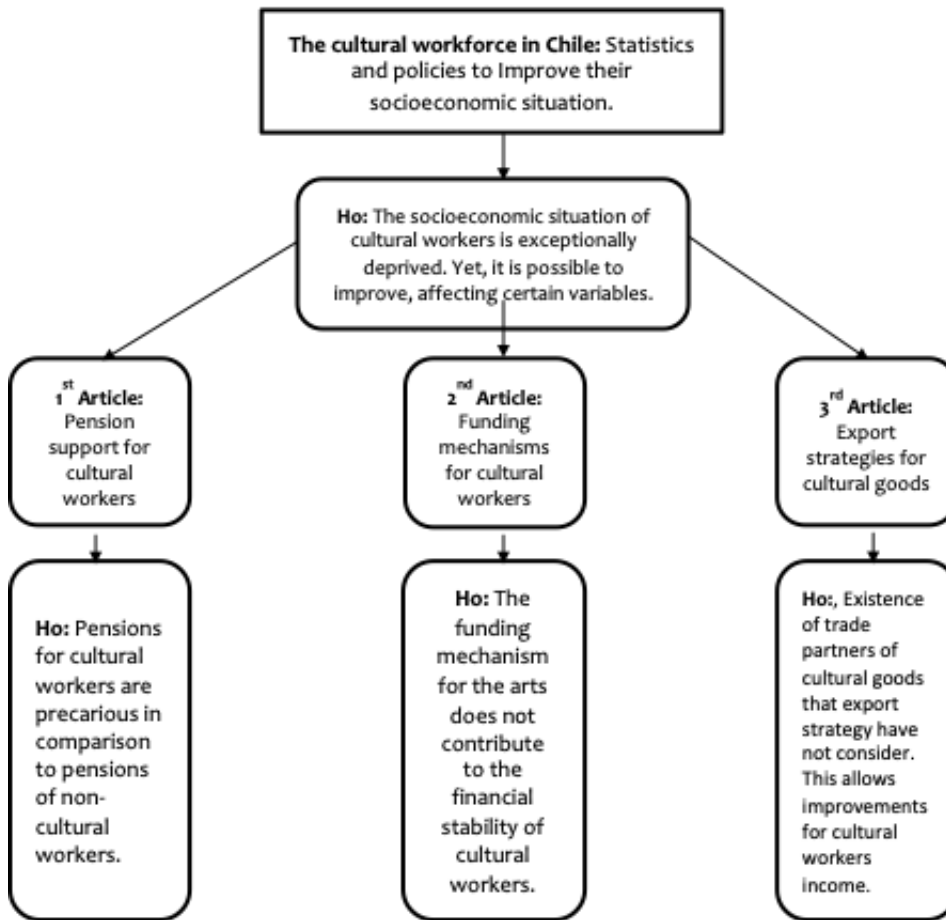 The cultural workforce in Chile: Statistics
and policies to Improve their
socioeconomic situation.
Ho: The socioeconomic situation of
cultural workers is exceptionally
deprived. Yet, it is possible to
improve, affecting certain variables.
1st Article:
Pension
support for
cultural
workers
2nd Article:
Funding
mechanisms
for cultural
workers
3rd Article:
Export
strategies for
cultural goods
Ho: Pensions
for cultural
workers are
precarious in
comparison
to pensions
of non-
cultural
workers.
Ho: The
funding
mechanism
for the arts
does not
contribute
to the
financial
stability of
cultural
workers.
Ho:, Existence
of trade
partners of
cultural goods
that export
strategy have
not consider.
This allows
improvements
for cultural
workers
income.